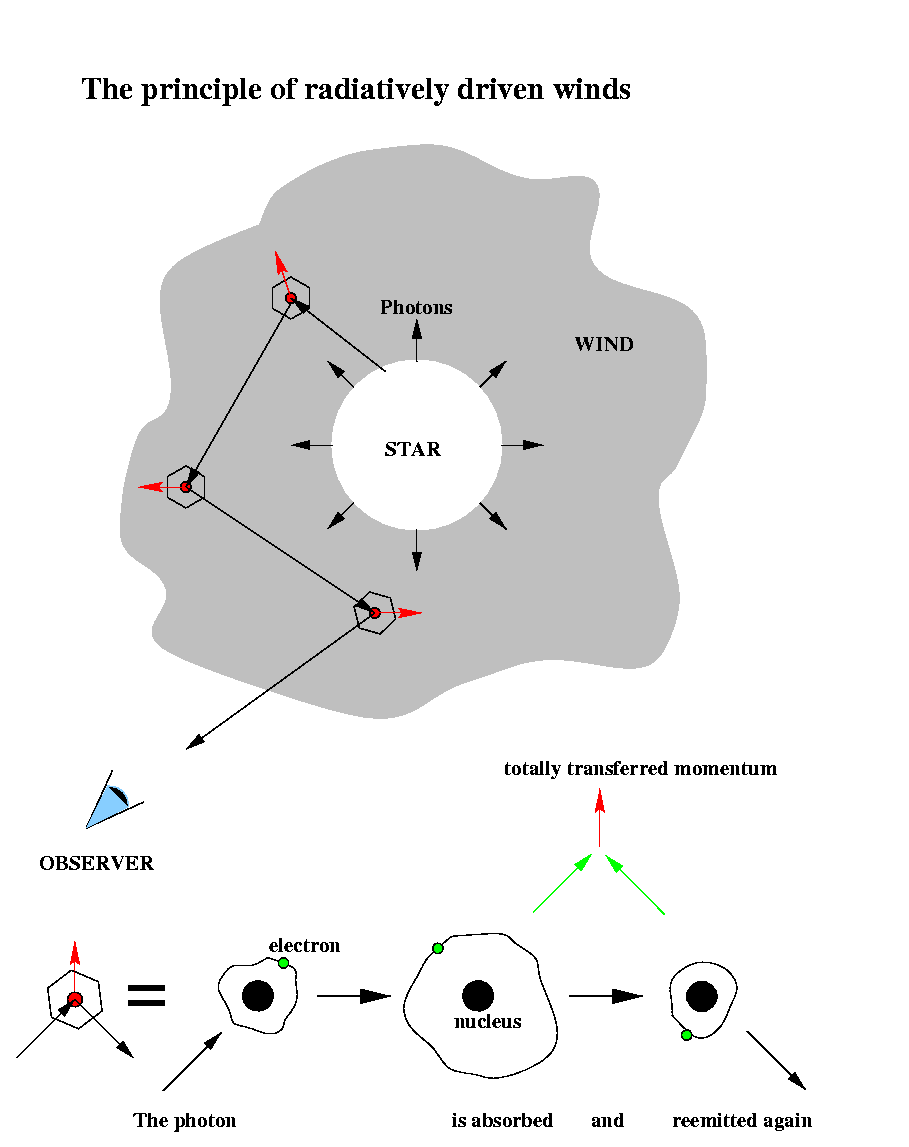 The principle of radiatively driven winds
Photons
WIND
STAR
totally transferred momentum
OBSERVER
electron
=
nucleus
The photon is absorbed and reemitted again